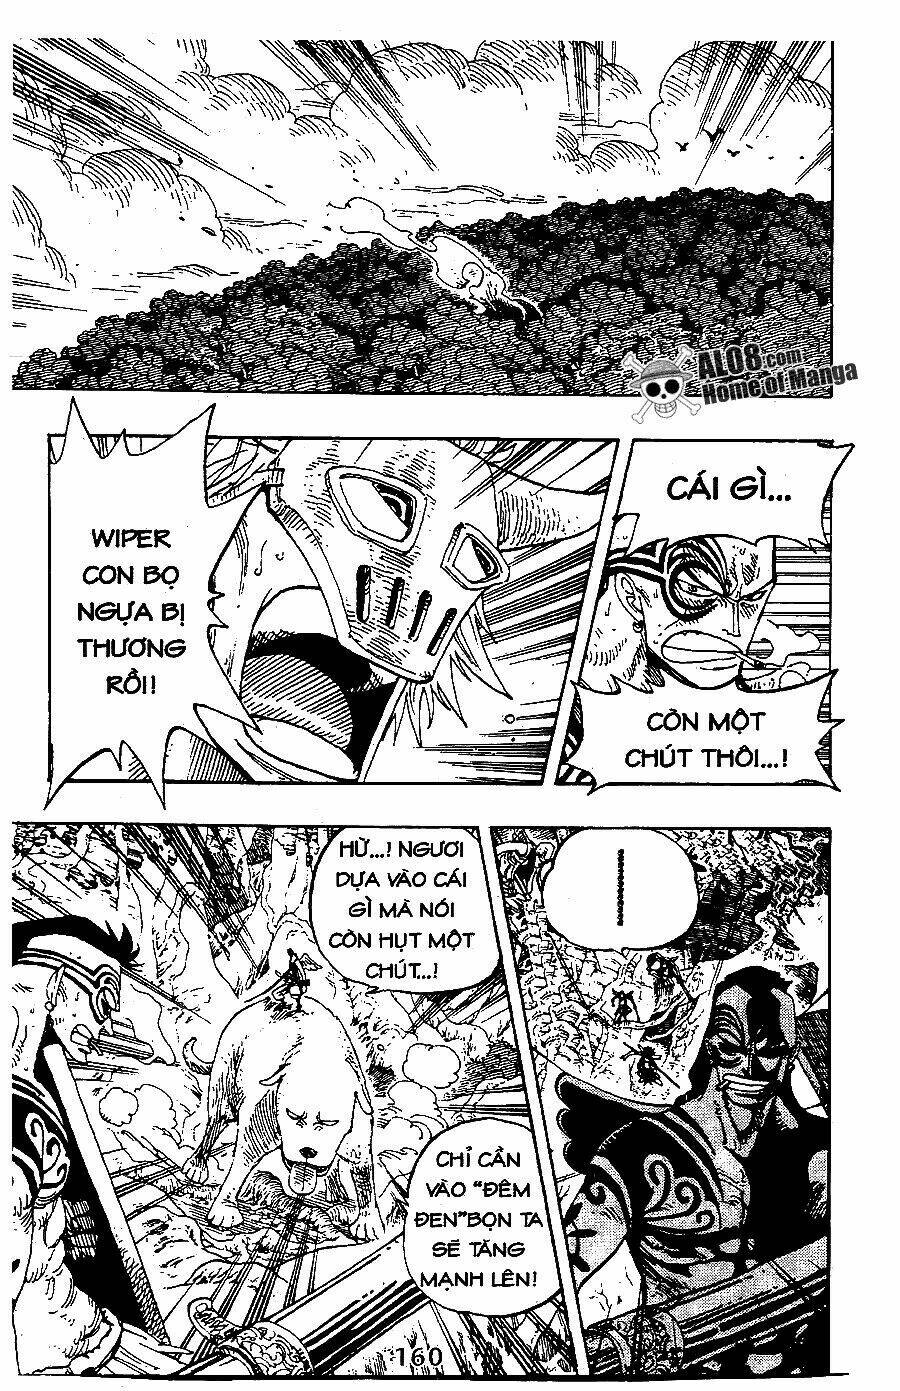 AL08.com
Home of Manga
CÁI GÌ...
CÒN MỘT
CHÚT THÔI...!
WIPER
CON BỌ
NGỰA BỊ
THƯƠNG
RỒI!
HỪ...! NGƯƠI
DỰA VÀO CÁI
GÌ MÀ NÓI
CÒN HỤT MỘT
CHÚT...!
CHỈ CẦN
VÀO "ĐÊM
ĐEN"BỌN TA
SẼ TĂNG
MẠNH LÊN!
160